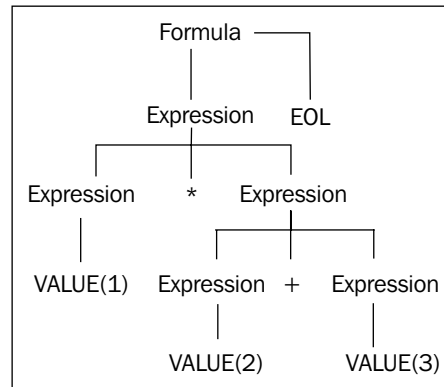 Formula
Expression EOL
Expression * Expression
VALUE(1) Expression + Expression
VALUE(2) VALUE(3)